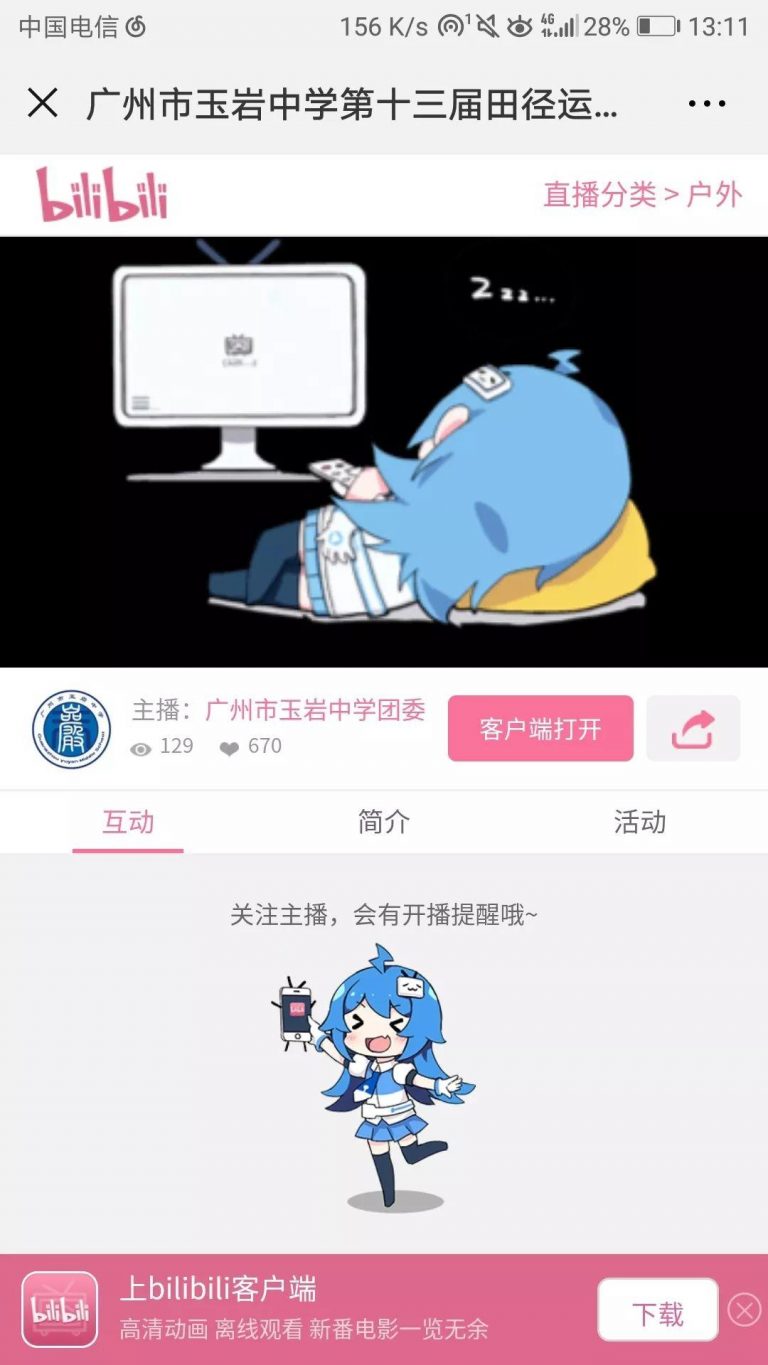 中国电信 156 K/s 4G 28% 13:11
广州市玉岩中学第十三届田径运...
bilibili 直播分类 > 户外
Zzz...
主播：广州市玉岩中学团委
129 670
客户端打开
互动 简介 活动
关注主播，会有开播提醒哦~
bilibili
上bilibili客户端
高清动画 离线观看 新番电影一览无余
下载